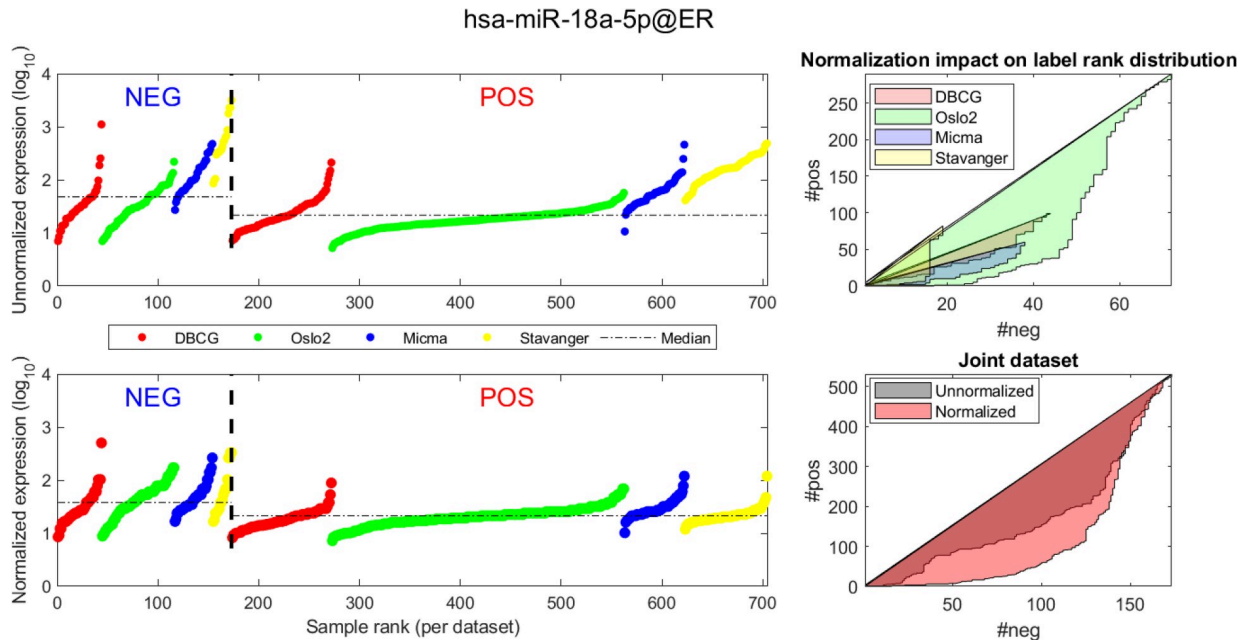 hsa-miR-18a-5p@ER
Unnormalized expression (log10)
4
3
2
1
0
NEG
POS
0 100 200 300 400 500 600 700
Normalization impact on label rank distribution
DBCG
Oslo2
Micma
Stavanger
#pos
250
200
150
100
50
0
20 40 60
#neg
DBCG Oslo2 Micma Stavanger Median
Normalized expression (log10)
4
3
2
1
0
NEG
POS
0 100 200 300 400 500 600 700
Sample rank (per dataset)
Joint dataset
Unnormalized
Normalized
#pos
500
400
300
200
100
0
50 100 150
#neg